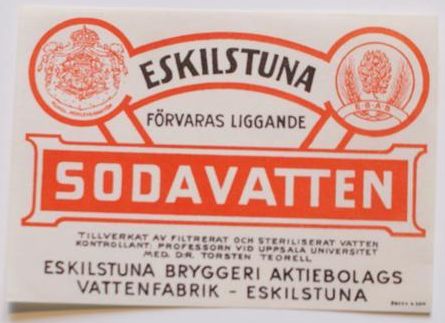 ESKILSTUNA
FÖRVARAS LIGGANDE
E.B.A.B.
SODAVATTEN
TILLVERKAT AV FILTRERAT OCH STERILISERAT VATTEN
KONTROLLANT: PROFESSORN VID UPPSALA UNIVERSITET
MED. D:R. TORSTEN TEORELL
ESKILSTUNA BRYGGERI AKTIEBOLAGS
VATTENFABRIK - ESKILSTUNA